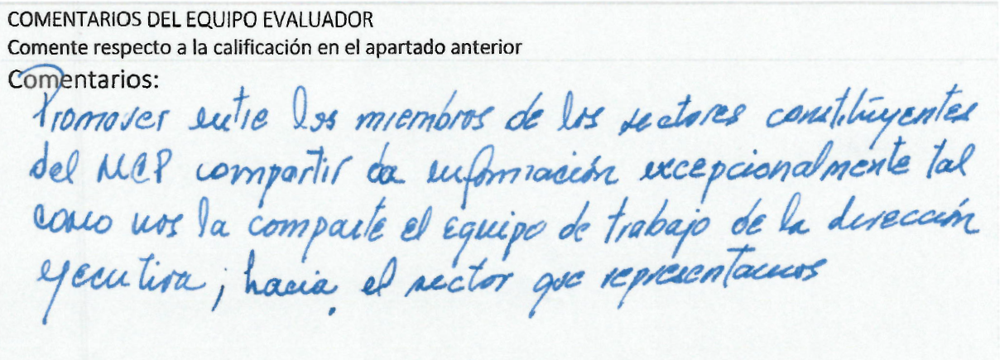 COMENTARIOS DEL EQUIPO EVALUADOR
Comente respecto a la calificación en el apartado anterior
Comentarios:
Promover entre los miembros de los sectores constituyentes
del MCP compartir la información excepcionalmente tal
como nos la comparte el equipo de trabajo de la dirección
ejecutiva; hacia el sector que representamos